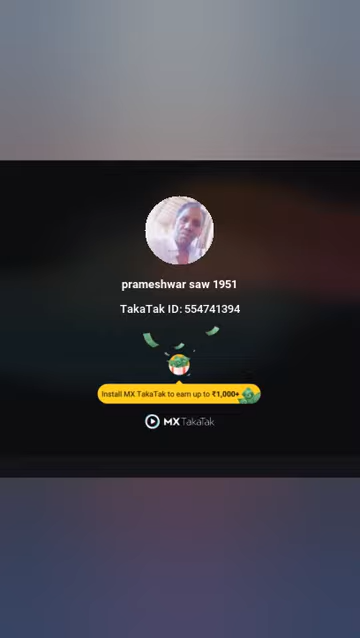 prameshwar saw 1951
TakaTak ID: 554741394
Install MX TakaTak to earn up to ₹1,000+
MX TakaTak